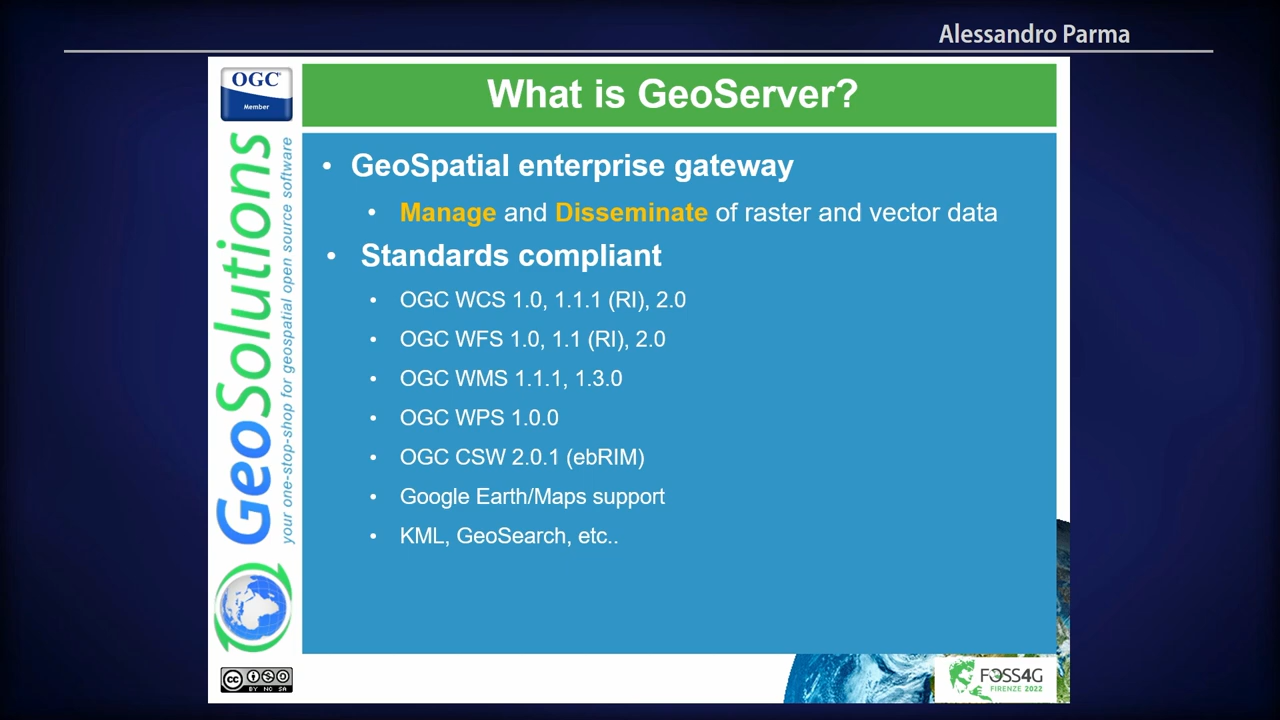 Alessandro Parma
OGC®
Member
What is GeoServer?
GeoSolutions
your one-stop-shop for geospatial open source software
• GeoSpatial enterprise gateway
• Manage and Disseminate of raster and vector data
• Standards compliant
• OGC WCS 1.0, 1.1.1 (RI), 2.0
• OGC WFS 1.0, 1.1 (RI), 2.0
• OGC WMS 1.1.1, 1.3.0
• OGC WPS 1.0.0
• OGC CSW 2.0.1 (ebRIM)
• Google Earth/Maps support
• KML, GeoSearch, etc..
cc
BY NC SA
FOSS4G
FIRENZE 2022